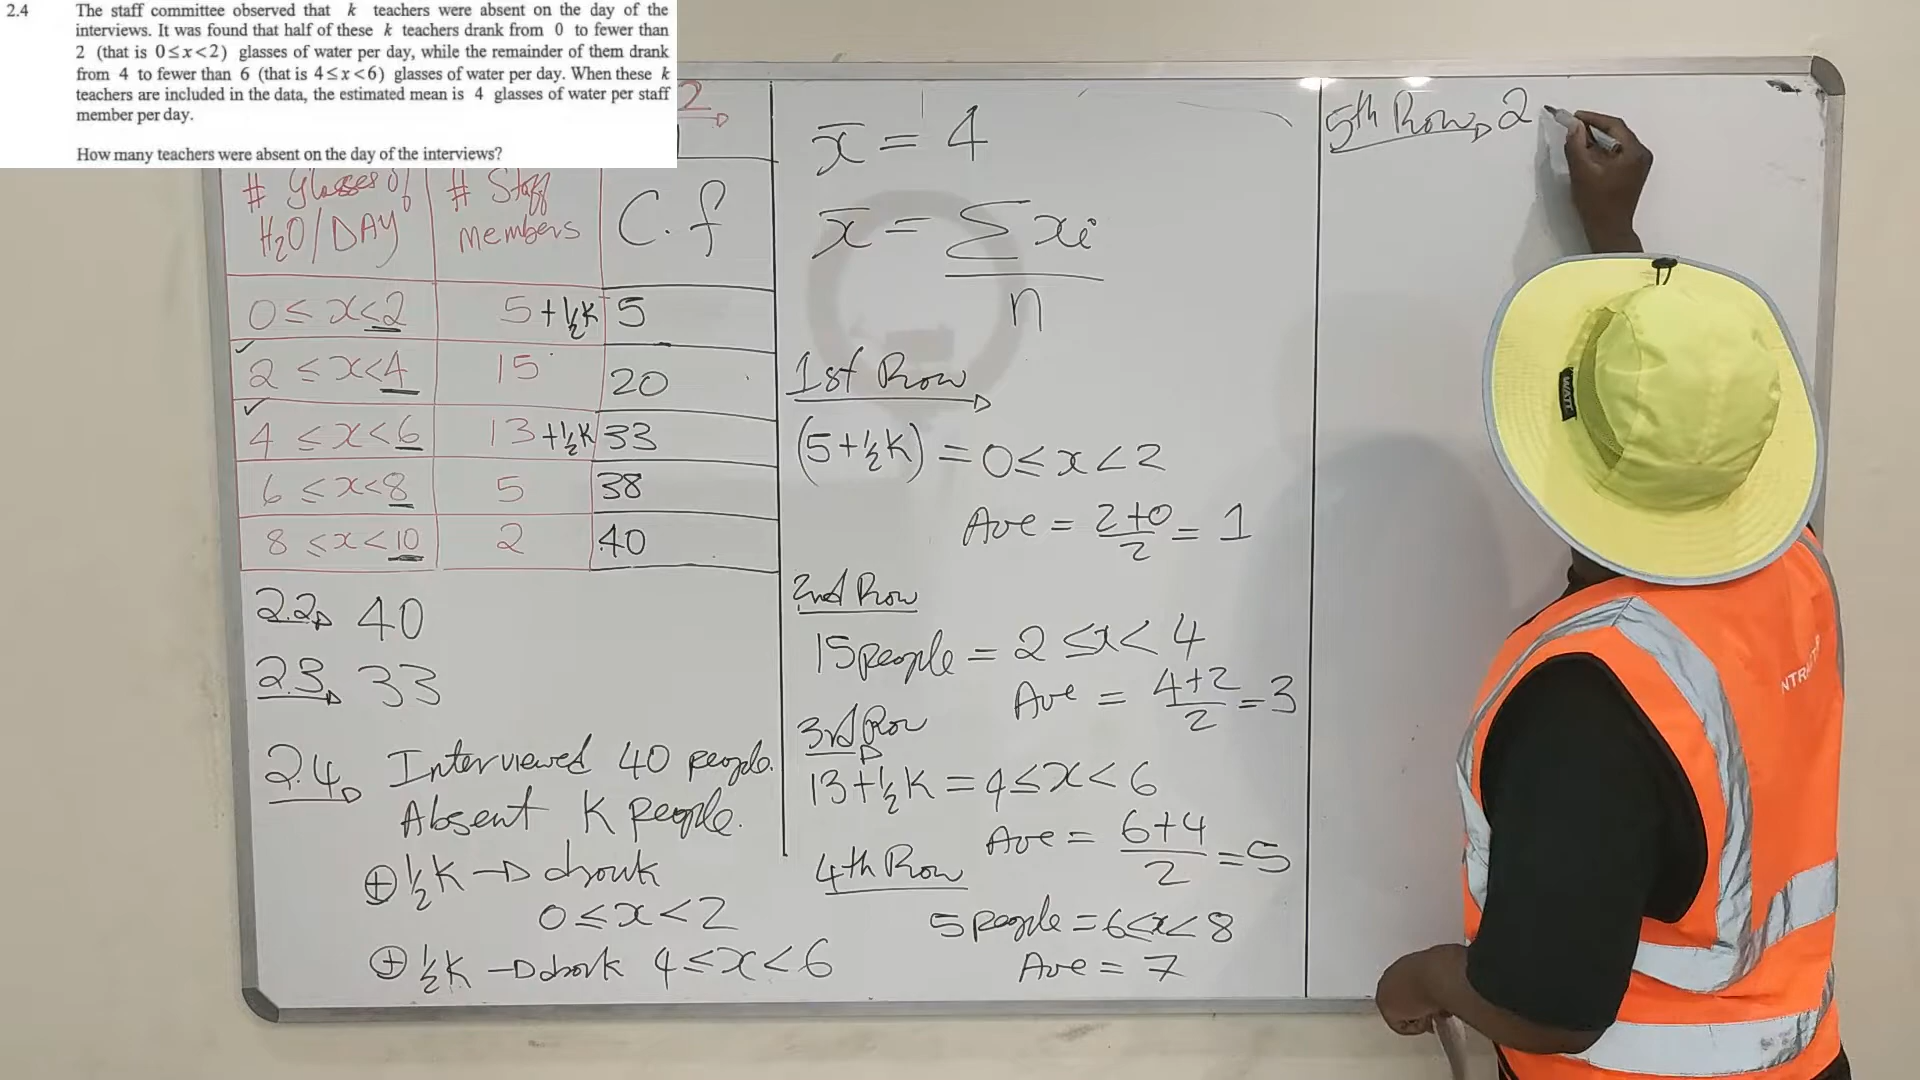 2.4 The staff committee observed that k teachers were absent on the day of the
interviews. It was found that half of these k teachers drank from 0 to fewer than
2 (that is 0≤x<2) glasses of water per day, while the remainder of them drank
from 4 to fewer than 6 (that is 4≤x<6) glasses of water per day. When these k
teachers are included in the data, the estimated mean is 4 glasses of water per staff
member per day.
How many teachers were absent on the day of the interviews?
2
# Glasses of H₂O/DAY
# Staff members
C.f
0 ≤ x < 2 5 + ½k 5
2 ≤ x < 4 15 20
4 ≤ x < 6 13 + ½k 33
6 ≤ x < 8 5 38
8 ≤ x < 10 2 40
2.2 40
2.3 33
2.4 Interviewed 40 people.
Absent K people.
⊕ ½K → drank
0 ≤ x < 2
⊕ ½K → drank 4 ≤ x < 6
x̄ = 4
x̄ = Σxi
n
1st Row
(5 + ½K) = 0 ≤ x < 2
Ave = 2+0/2 = 1
2nd Row
15 people = 2 ≤ x < 4
Ave = 4+2/2 = 3
3rd Row
13 + ½K = 4 ≤ x < 6
Ave = 6+4/2 = 5
4th Row
5 people = 6 < x < 8
Ave = 7
5th Row 2
WATC